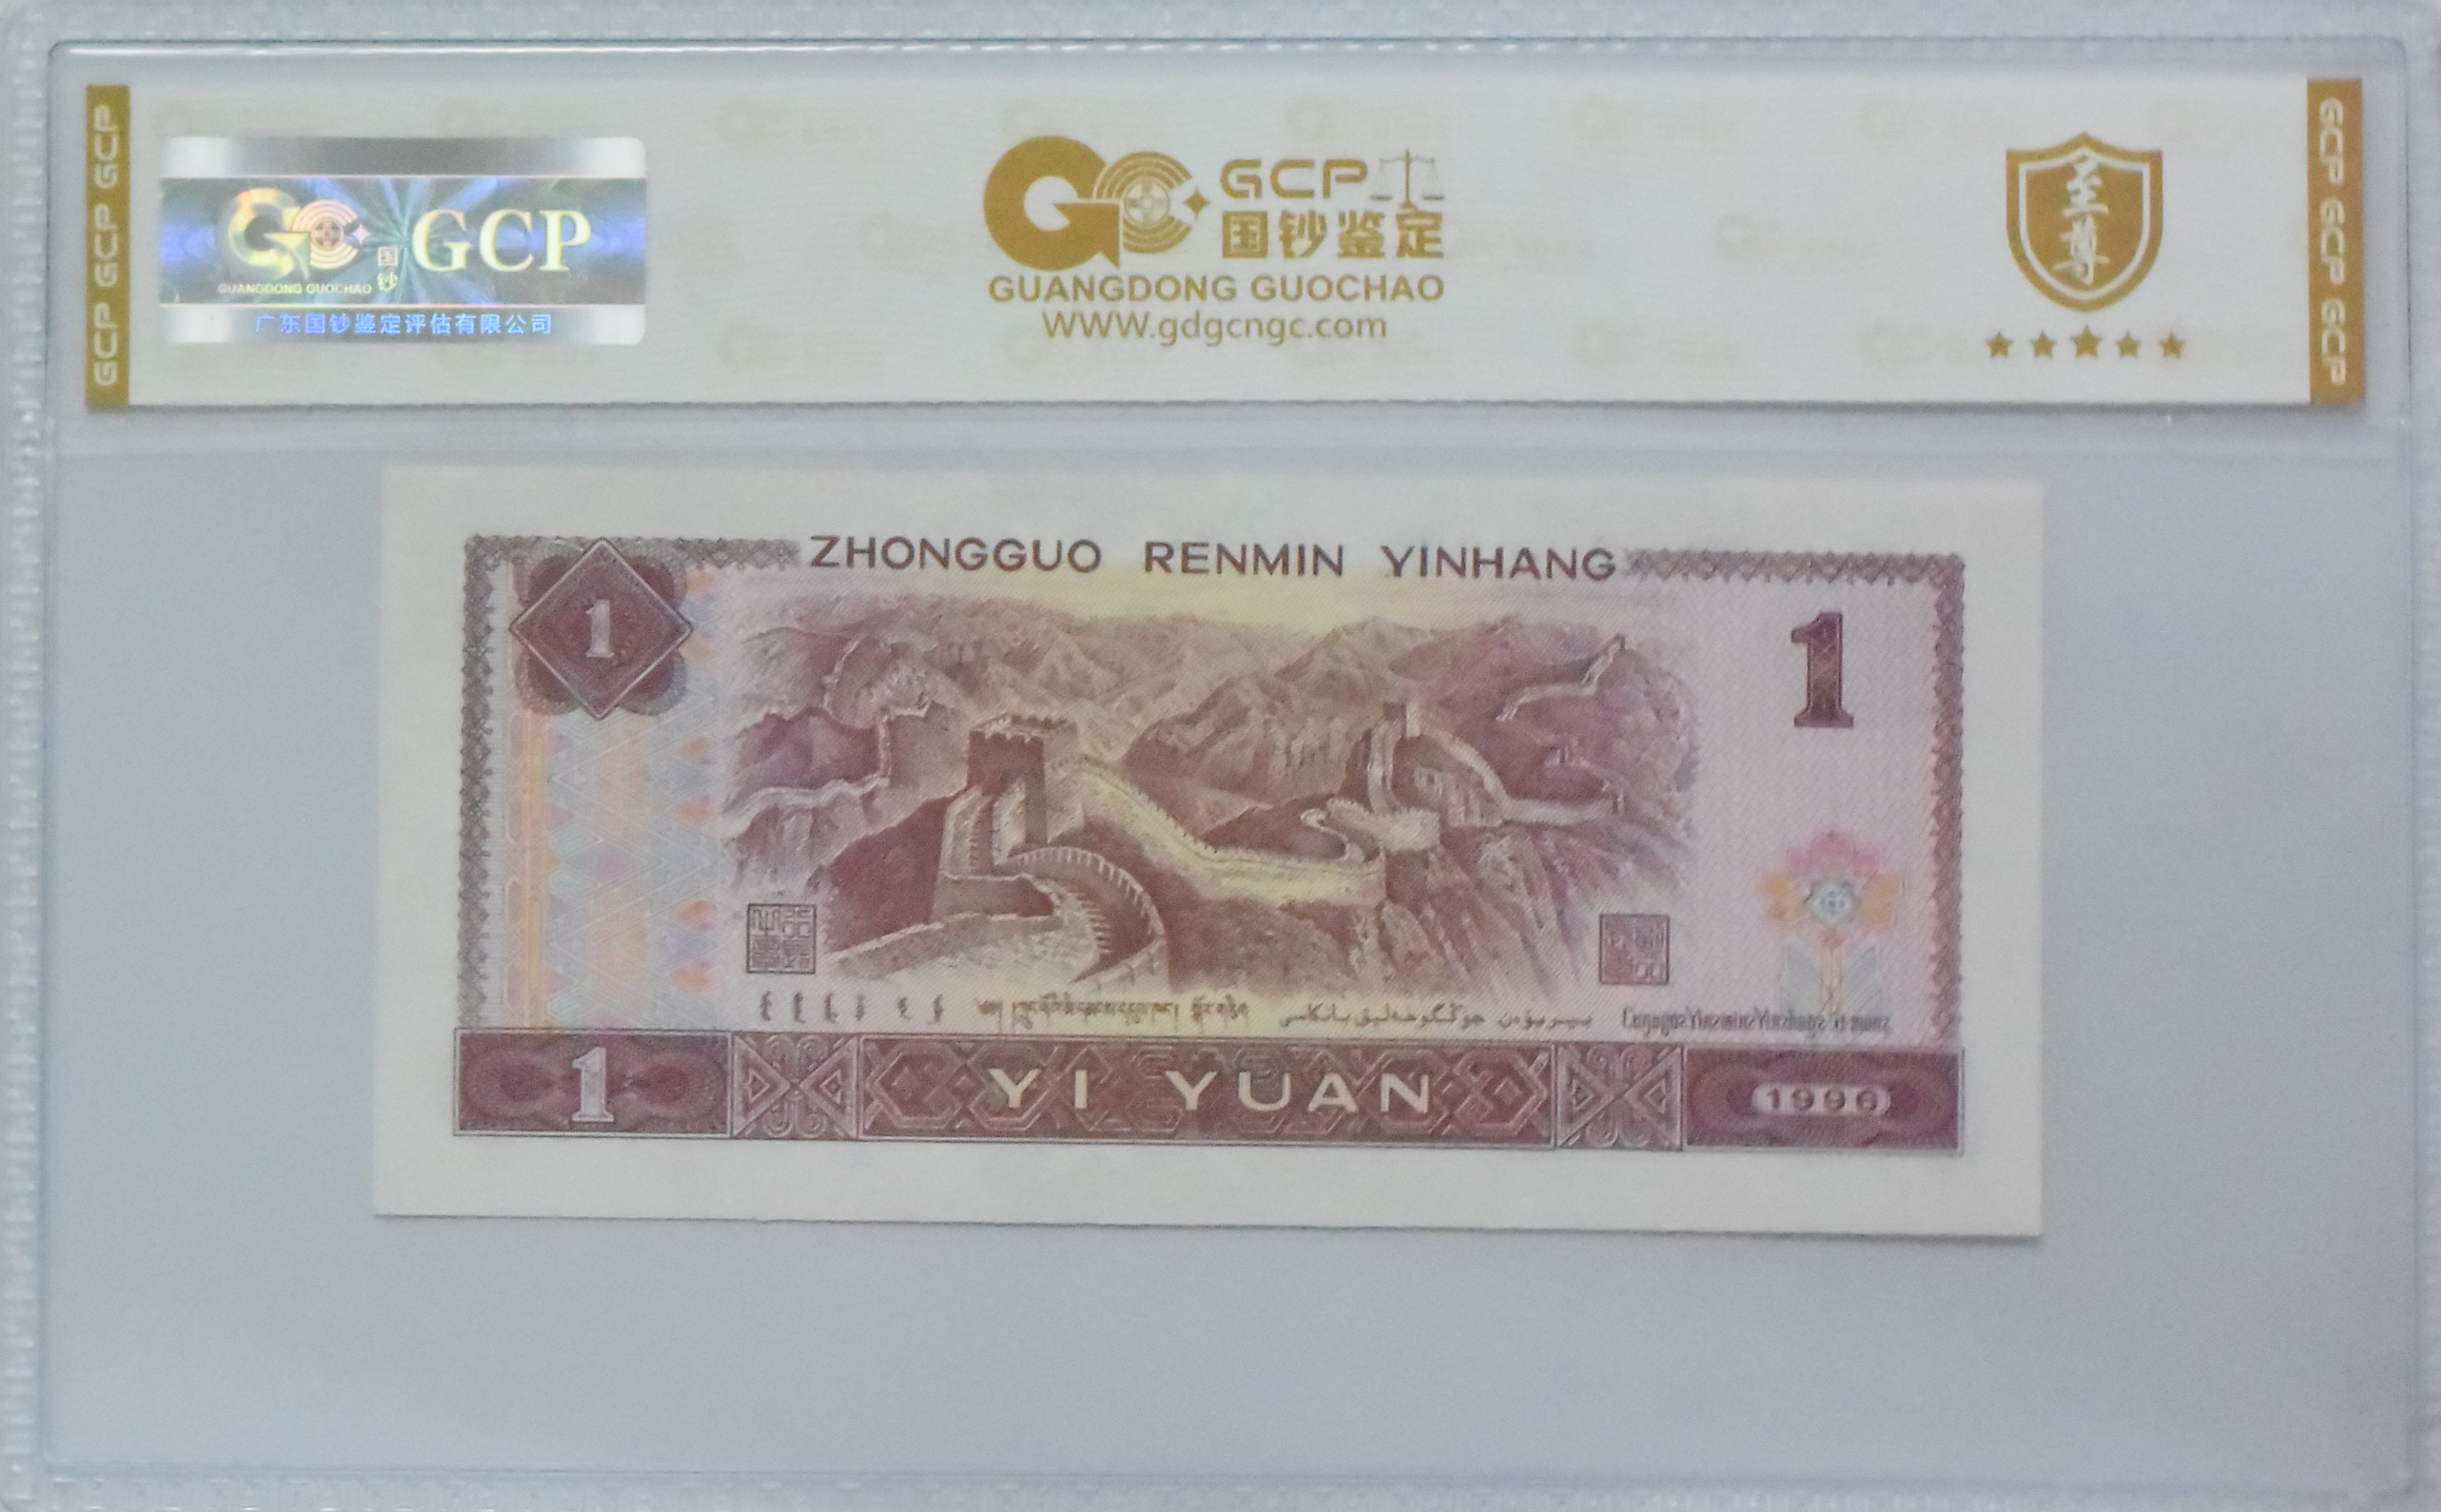 GCP GCP GCP
GUANGDONG GUOCHAO
国钞
GCP
广东国钞鉴定评估有限公司
GCP
国钞鉴定
GUANGDONG GUOCHAO
WWW.gdgcngc.com
至尊
GCP GCP GCP
ZHONGGUO RENMIN YINHANG
1
1
1
YI YUAN
1996